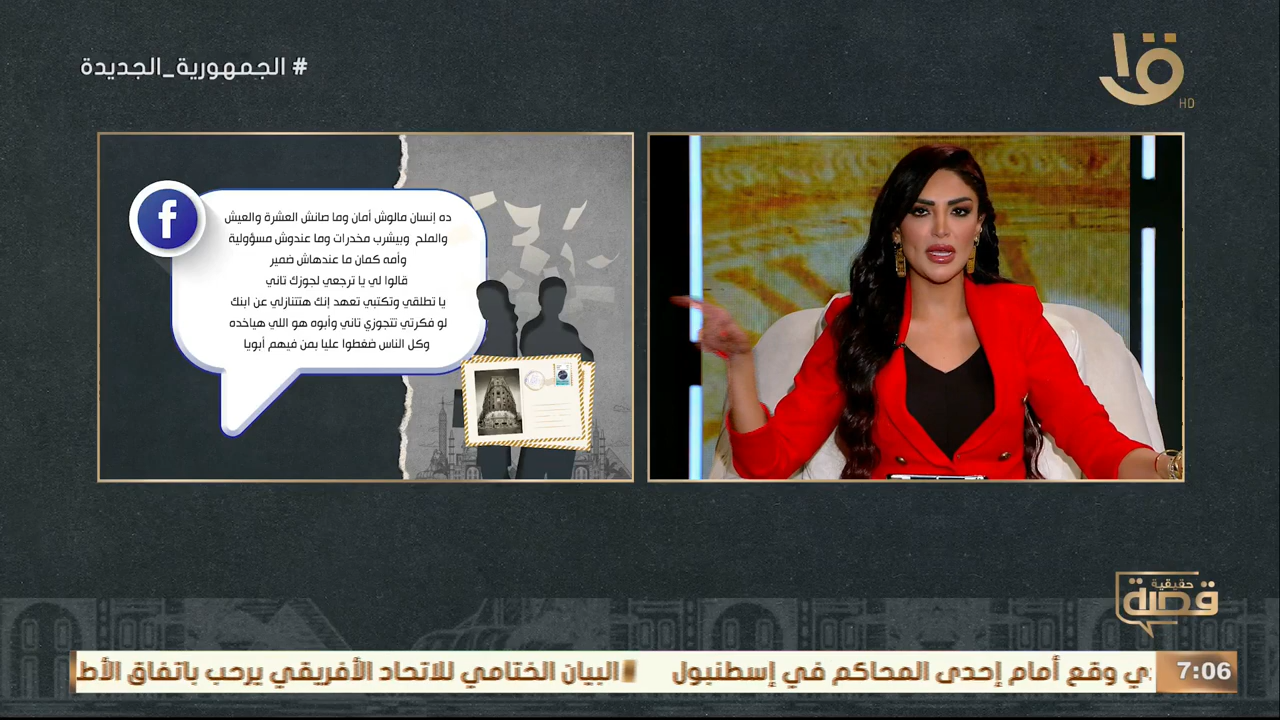 # الجمهورية_الجديدة
HD
ده إنسان مالوش أمان وما صانش العشرة والعيش
والملح وبيشرب مخدرات وما عندوش مسؤولية
وأمه كمان ما عندهاش ضمير
قالوا لي يا ترجعي لجوزك تاني
يا تطلقي وتكتبي تعهد إنك هتتنازلي عن ابنك
لو فكرتي تتجوزي تاني وأبوه هو اللي هياخده
وكل الناس ضغطوا عليا بمن فيهم أبويا
قصة
حقيقية
7:06
وقع أمام إحدى المحاكم في إسطنبول
البيان الختامي للاتحاد الأفريقي يرحب باتفاق